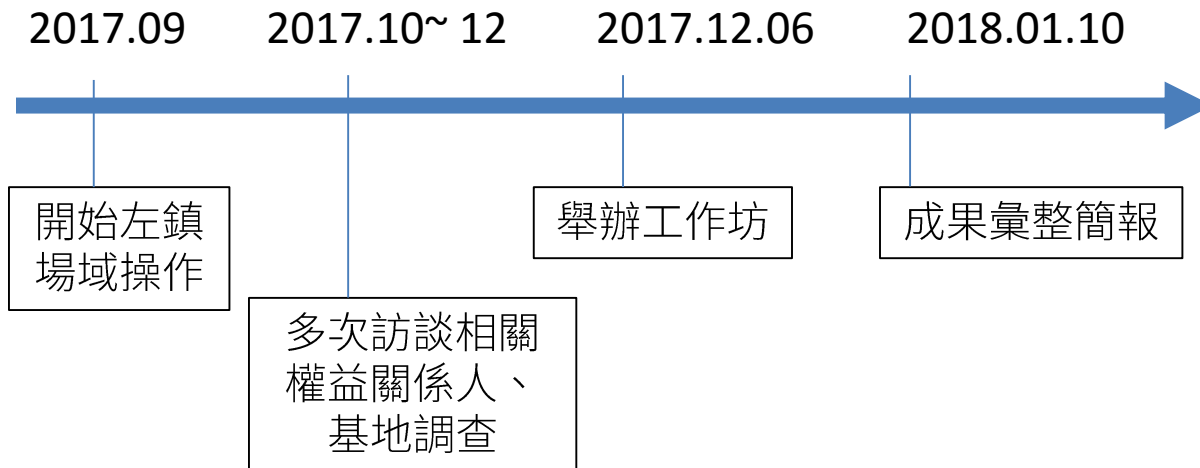 2017.09
2017.10~ 12
2017.12.06
2018.01.10
開始左鎮
場域操作
多次訪談相關
權益關係人、
基地調查
舉辦工作坊
成果彙整簡報